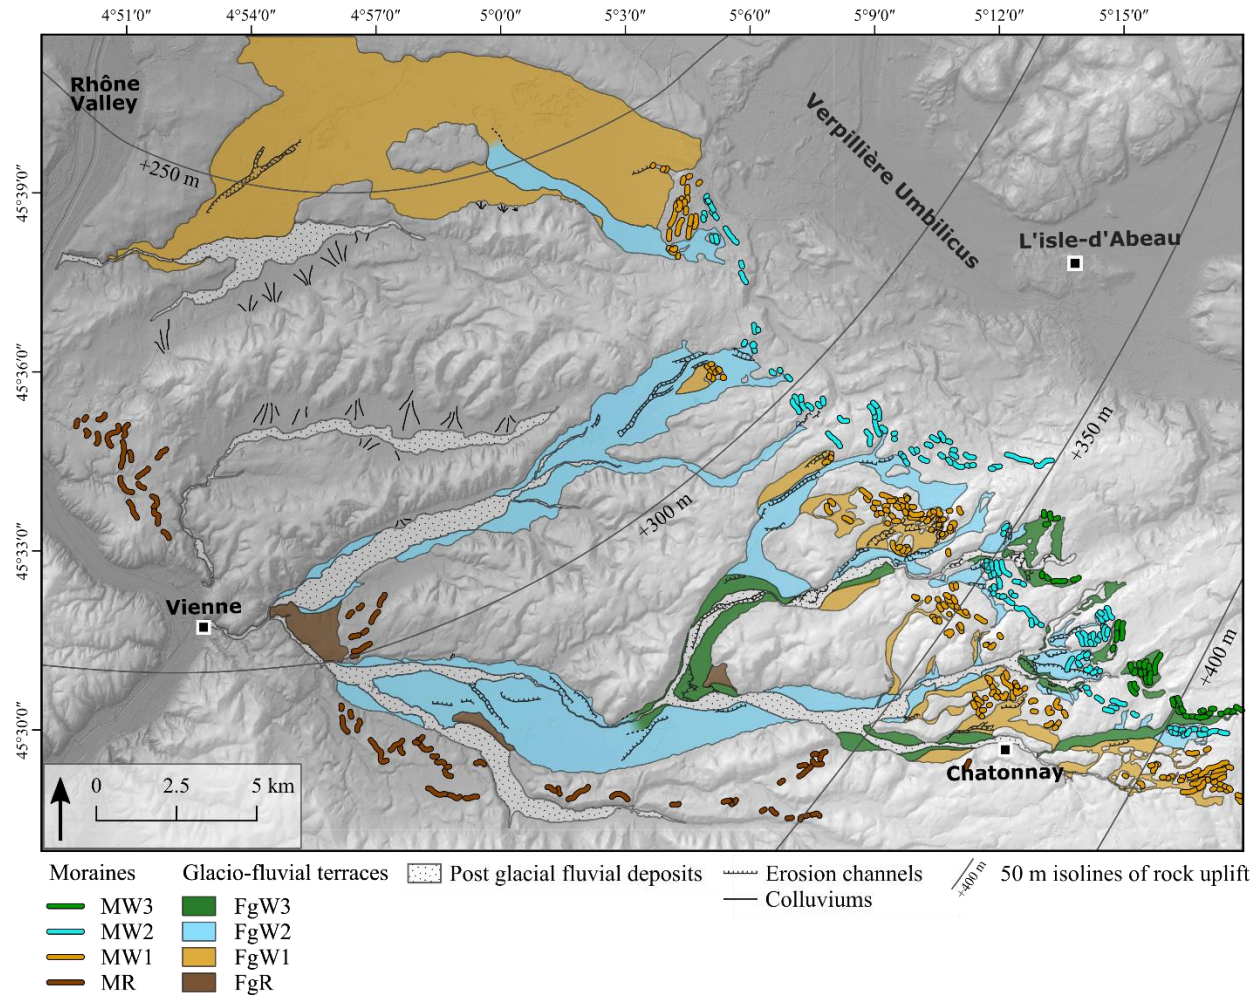 4°51'0" 4°54'0" 4°57'0" 5°0'0" 5°3'0" 5°6'0" 5°9'0" 5°12'0" 5°15'0"
Rhône
Valley
Verpillière Umbilicus
+250 m
45°39'0"
L'isle-d'Abeau
45°36'0"
+350 m
+300 m
45°33'0"
Vienne
+400 m
45°30'0"
Chatonnay
0 2.5 5 km
Moraines
MW3
MW2
MW1
MR
Glacio-fluvial terraces
FgW3
FgW2
FgW1
FgR
Post glacial fluvial deposits
Erosion channels
Colluviums
+400 m
50 m isolines of rock uplift